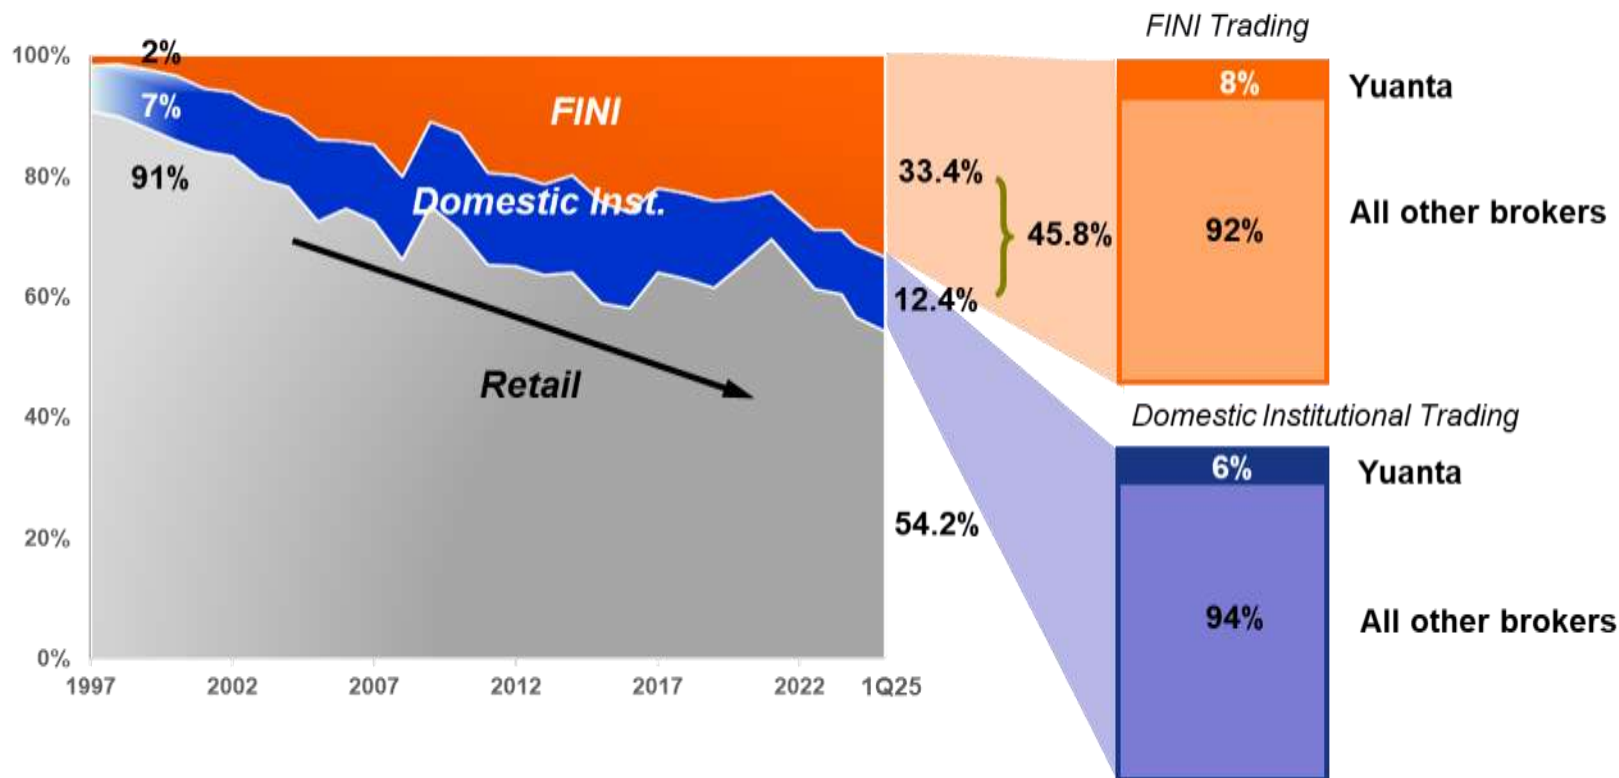 FINI Trading
100%
2%
8%
Yuanta
7%
FINI
33.4%
91%
80%
Domestic Inst.
45.8%
92%
All other brokers
60%
12.4%
Retail
40%
Domestic Institutional Trading
6%
Yuanta
54.2%
20%
94%
All other brokers
0%
1997 2002 2007 2012 2017 2022 1Q25